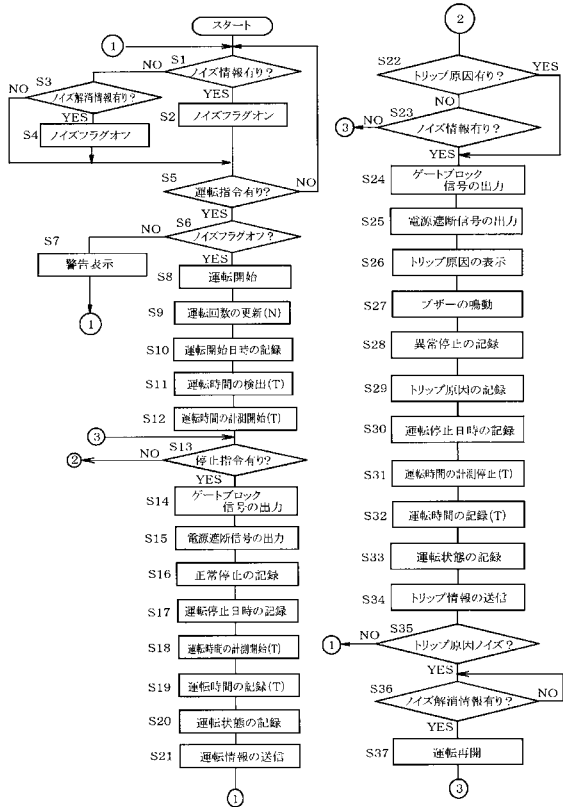 スタート
1
S1
ノイズ情報有り?
NO
YES
S3
NO
ノイズ解消情報有り?
YES
S2
ノイズフラグオン
S4
ノイズフラグオフ
S5
運転指令有り?
NO
YES
S6
ノイズフラグオフ?
NO
YES
S7
警告表示
1
S8
運転開始
S9
運転回数の更新(N)
S10
運転開始日時の記録
S11
運転時間の検出(T)
S12
運転時間の計測開始(T)
3
S13
停止指令有り?
NO
2
YES
S14
ゲートブロック
信号の出力
S15
電源遮断信号の出力
S16
正常停止の記録
S17
運転停止日時の記録
S18
運転時間の計測開始(T)
S19
運転時間の記録(T)
S20
運転状態の記録
S21
運転情報の送信
1
2
S22
トリップ原因有り?
YES
NO
S23
ノイズ情報有り?
NO
3
YES
S24
ゲートブロック
信号の出力
S25
電源遮断信号の出力
S26
トリップ原因の表示
S27
ブザーの鳴動
S28
異常停止の記録
S29
トリップ原因の記録
S30
運転停止日時の記録
S31
運転時間の計測停止(T)
S32
運転時間の記録(T)
S33
運転状態の記録
S34
トリップ情報の送信
S35
トリップ原因ノイズ?
NO
1
YES
S36
ノイズ解消情報有り?
NO
YES
S37
運転再開
3